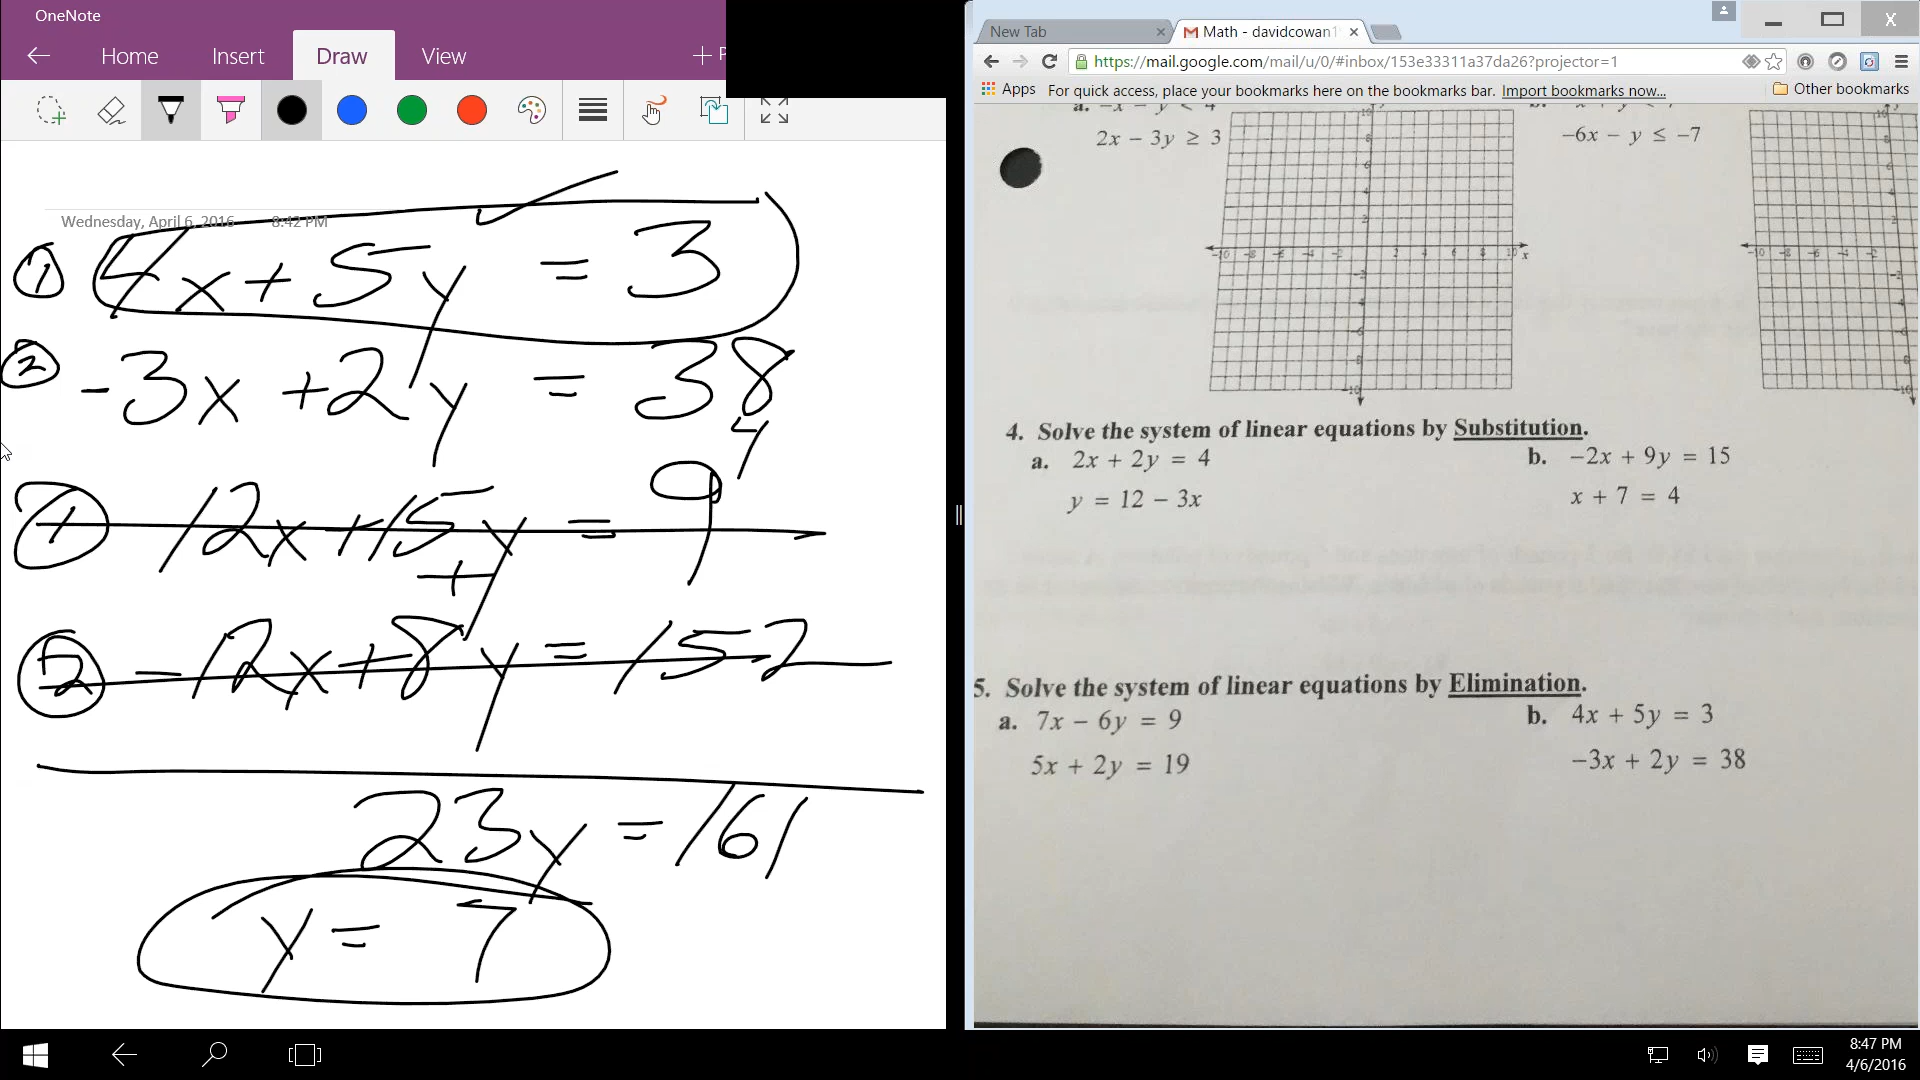 OneNote
Home Insert Draw View
Wednesday, April 6, 2016 8:42 PM
① 4x + 5y = 3
② -3x + 2y = 38
① 12x + 15y = 9
+
② -12x + 8y = 152
23y = 161
y = 7
New Tab
Math - davidcowan1
https://mail.google.com/mail/u/0/#inbox/153e33311a37da26?projector=1
Apps For quick access, place your bookmarks here on the bookmarks bar. Import bookmarks now... Other bookmarks
2x − 3y ≥ 3
−6x − y ≤ −7
4. Solve the system of linear equations by Substitution.
a. 2x + 2y = 4
y = 12 − 3x
b. −2x + 9y = 15
x + 7 = 4
5. Solve the system of linear equations by Elimination.
a. 7x − 6y = 9
5x + 2y = 19
b. 4x + 5y = 3
−3x + 2y = 38
8:47 PM
4/6/2016